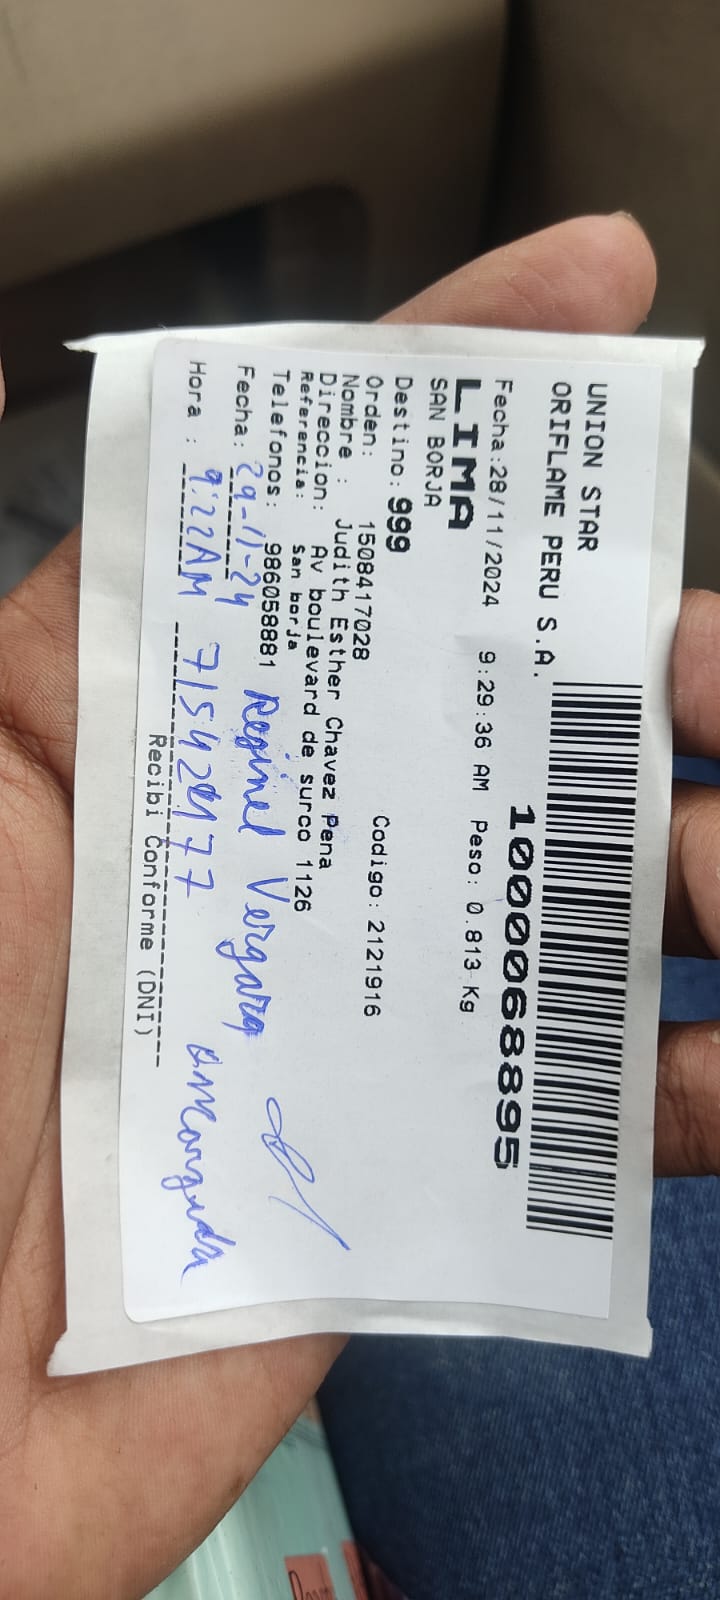 UNION STAR
ORIFLAME PERU S.A.
1000068895
Fecha:28/11/2024 9:29:36 AM Peso: 0.813 Kg
LIMA
SAN BORJA
Destino: 999
Orden: 1508417028 Codigo: 2121916
Nombre : Judith Esther Chavez Pena
Direccion: Av boulevard de surco 1126
Referencia: San borja
Telefonos: 986058881
Fecha: 29-11-24 Vergara
Hora : 9:22AM
Recibi Conforme (DNI)